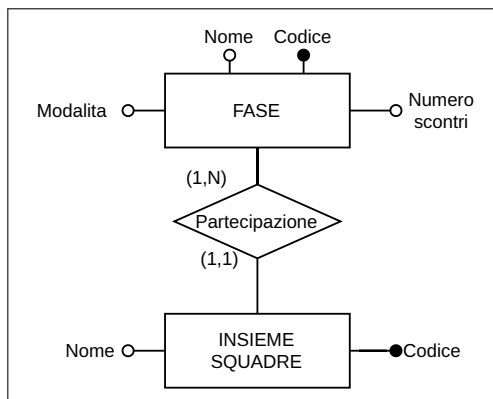 Nome
Codice
Modalita
FASE
Numero
scontri
(1,N)
Partecipazione
(1,1)
Nome
INSIEME
SQUADRE
Codice